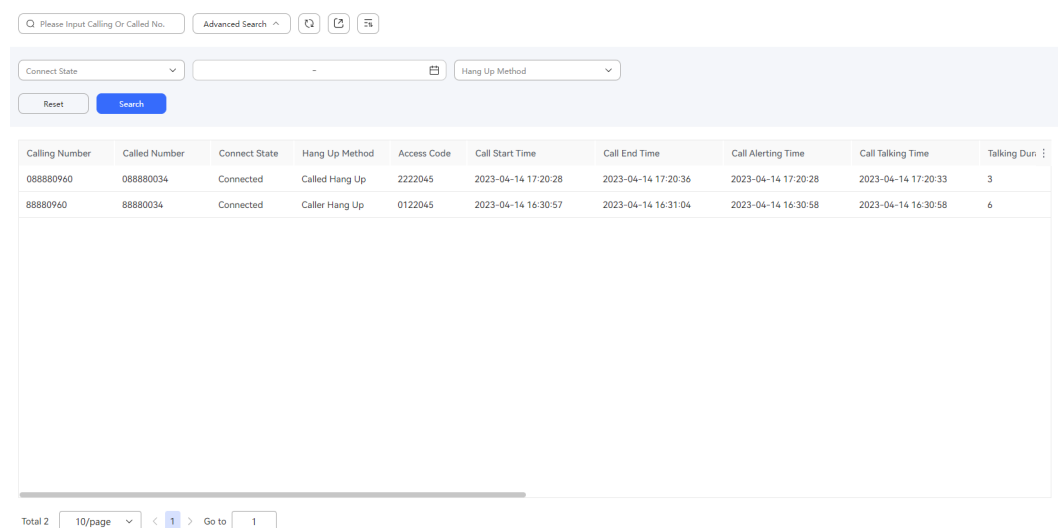 Please Input Calling Or Called No. Advanced Search
Connect State - Hang Up Method
Reset Search
Calling Number Called Number Connect State Hang Up Method Access Code Call Start Time Call End Time Call Alerting Time Call Talking Time Talking Dura
088880960 088880034 Connected Called Hang Up 2222045 2023-04-14 17:20:28 2023-04-14 17:20:36 2023-04-14 17:20:28 2023-04-14 17:20:33 3
88880960 88880034 Connected Caller Hang Up 0122045 2023-04-14 16:30:57 2023-04-14 16:31:04 2023-04-14 16:30:58 2023-04-14 16:30:58 6
Total 2 10/page < 1 > Go to 1